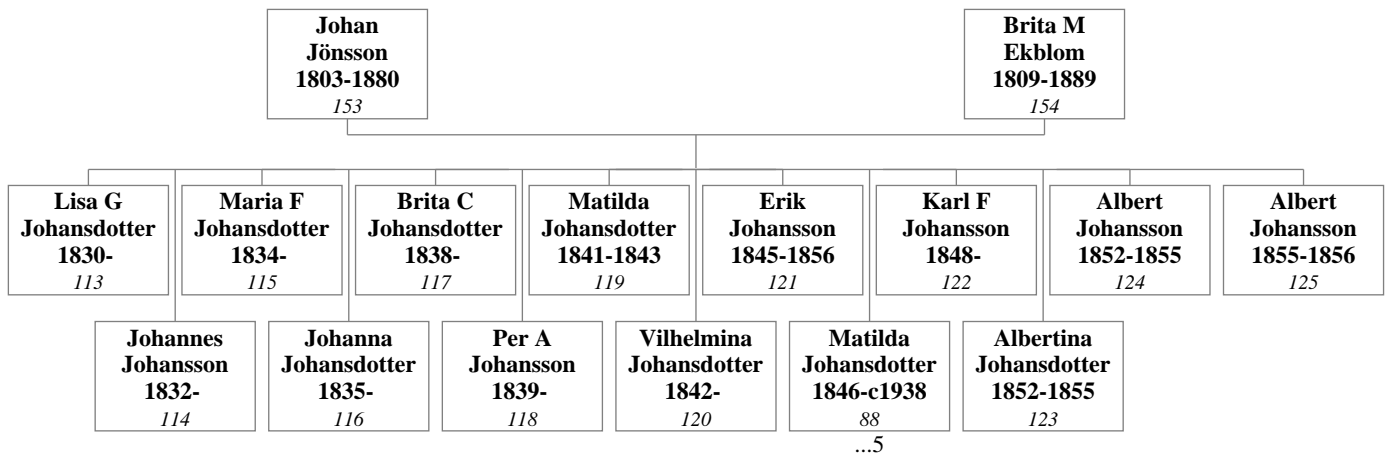 Johan
Jönsson
1803-1880
153
Brita M
Ekblom
1809-1889
154
Lisa G
Johansdotter
1830-
113
Maria F
Johansdotter
1834-
115
Brita C
Johansdotter
1838-
117
Matilda
Johansdotter
1841-1843
119
Erik
Johansson
1845-1856
121
Karl F
Johansson
1848-
122
Albert
Johansson
1852-1855
124
Albert
Johansson
1855-1856
125
Johannes
Johansson
1832-
114
Johanna
Johansdotter
1835-
116
Per A
Johansson
1839-
118
Vilhelmina
Johansdotter
1842-
120
Matilda
Johansdotter
1846-c1938
88
...5
Albertina
Johansdotter
1852-1855
123